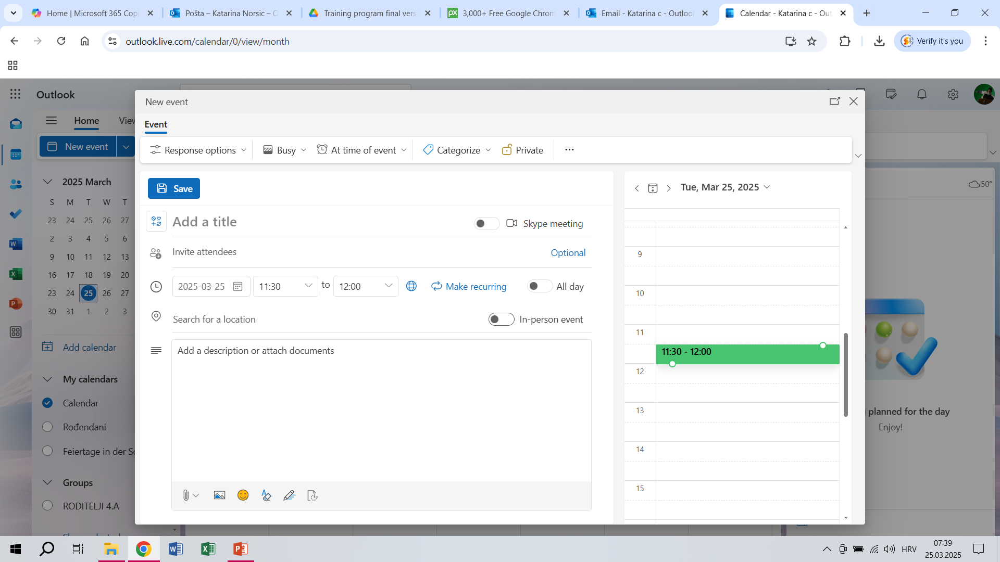 Home | Microsoft 365 Copi
Pošta – Katarina Norsic – O
Training program final vers
3,000+ Free Google Chrom
Email - Katarina c - Outloo
Calendar - Katarina c - Out
outlook.live.com/calendar/0/view/month
Verify it's you
Outlook
Home
View
New event
New event
Event
Response options
Busy
At time of event
Categorize
Private
2025 March
S M T W T
23 24 25 26 27
2 3 4 5 6
9 10 11 12 13
16 17 18 19 20
23 24 25 26 27
30 31 1 2 3
Add calendar
My calendars
Calendar
Rođendani
Feiertage in der Sc
Groups
RODITELJI 4.A
Save
Add a title
Skype meeting
Invite attendees
Optional
2025-03-25
11:30
to
12:00
Make recurring
All day
Search for a location
In-person event
Add a description or attach documents
Tue, Mar 25, 2025
9
10
11
11:30 - 12:00
12
13
14
15
50°
planned for the day
Enjoy!
HRV
07:39
25.03.2025